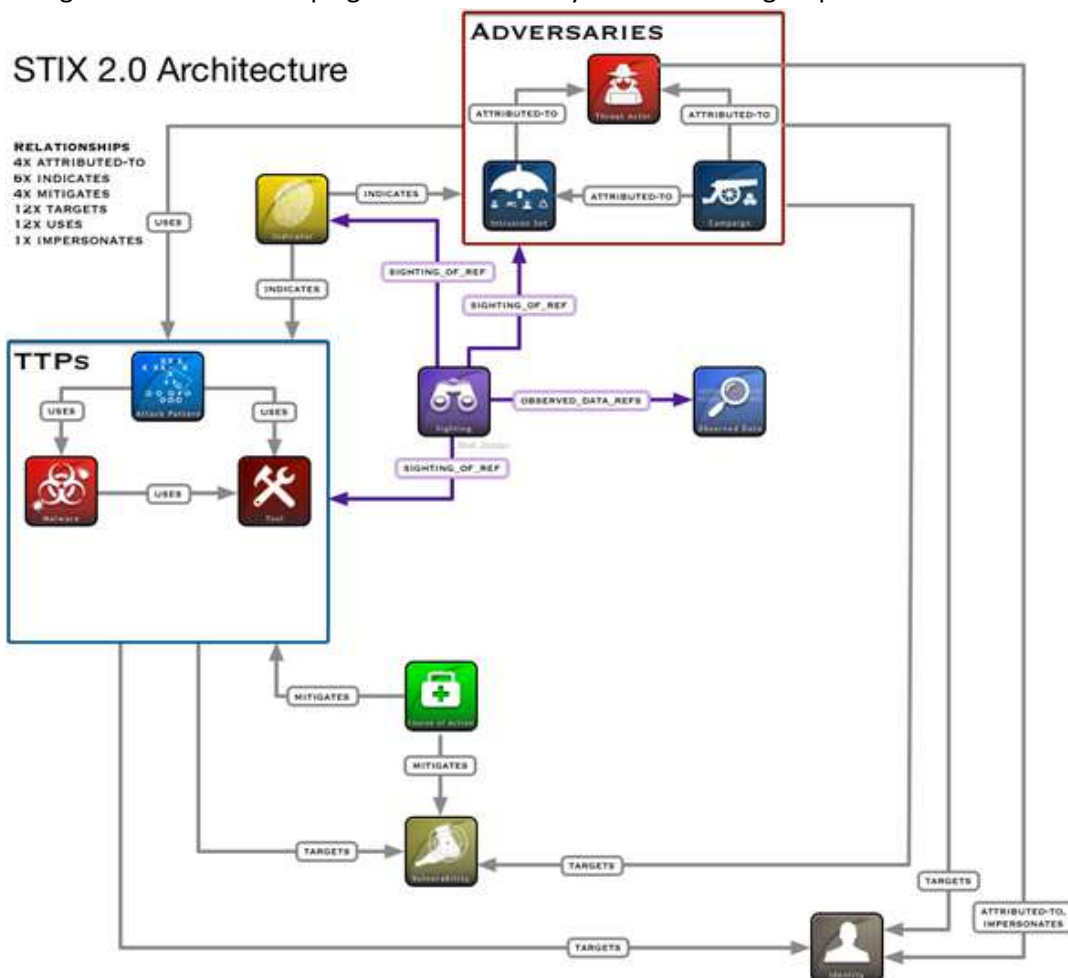 ADVERSARIES
STIX 2.0 Architecture
Threat Actor
ATTRIBUTED-TO
ATTRIBUTED-TO
RELATIONSHIPS
4X ATTRIBUTED-TO
6X INDICATES
4X MITIGATES
12X TARGETS
12X USES
1X IMPERSONATES
INDICATES
ATTRIBUTED-TO
USES
Indicator
Intrusion Set
Campaign
SIGHTING_OF_REF
INDICATES
SIGHTING_OF_REF
TTPs
Attack Pattern
USES
USES
OBSERVED_DATA_REFS
Sighting
Observed Data
SIGHTING_OF_REF
USES
Malware
Tool
MITIGATES
Course of Action
MITIGATES
TARGETS
TARGETS
Vulnerability
TARGETS
ATTRIBUTED-TO,
IMPERSONATES
TARGETS
Identity